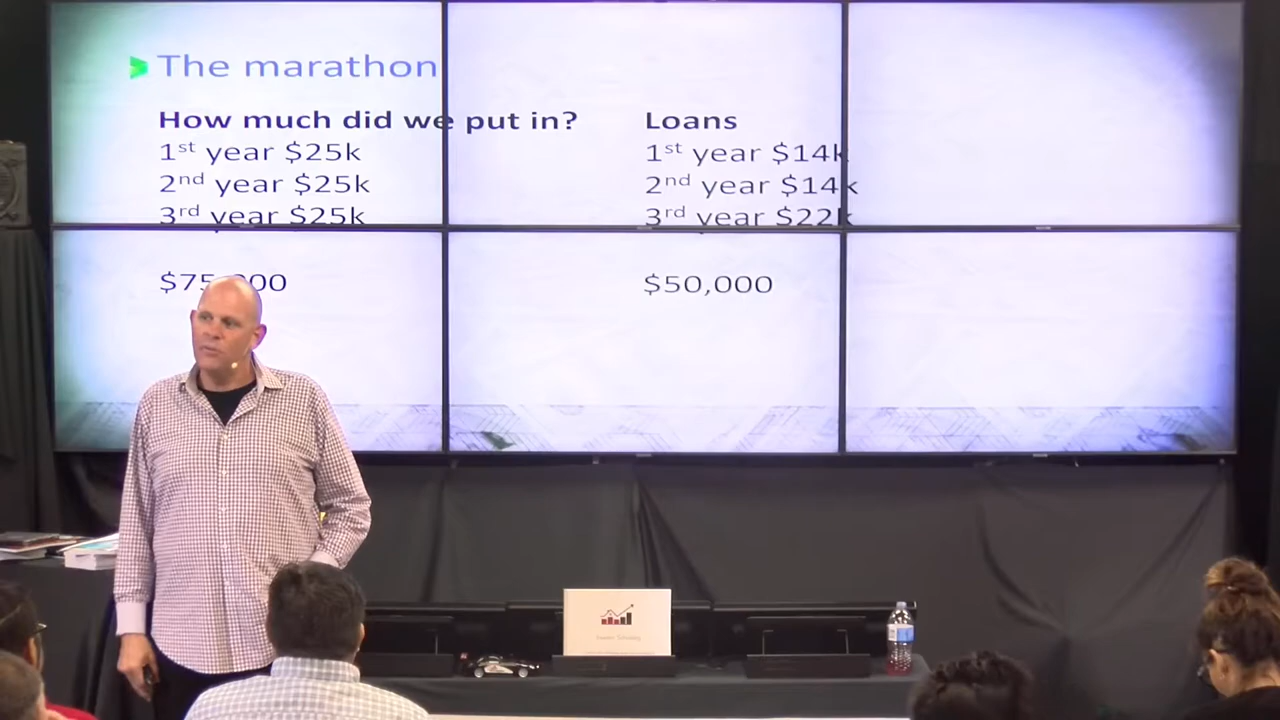 The marathon
How much did we put in?
1st year $25k
2nd year $25k
3rd year $25k
Loans
1st year $14k
2nd year $14k
3rd year $22k
$50,000